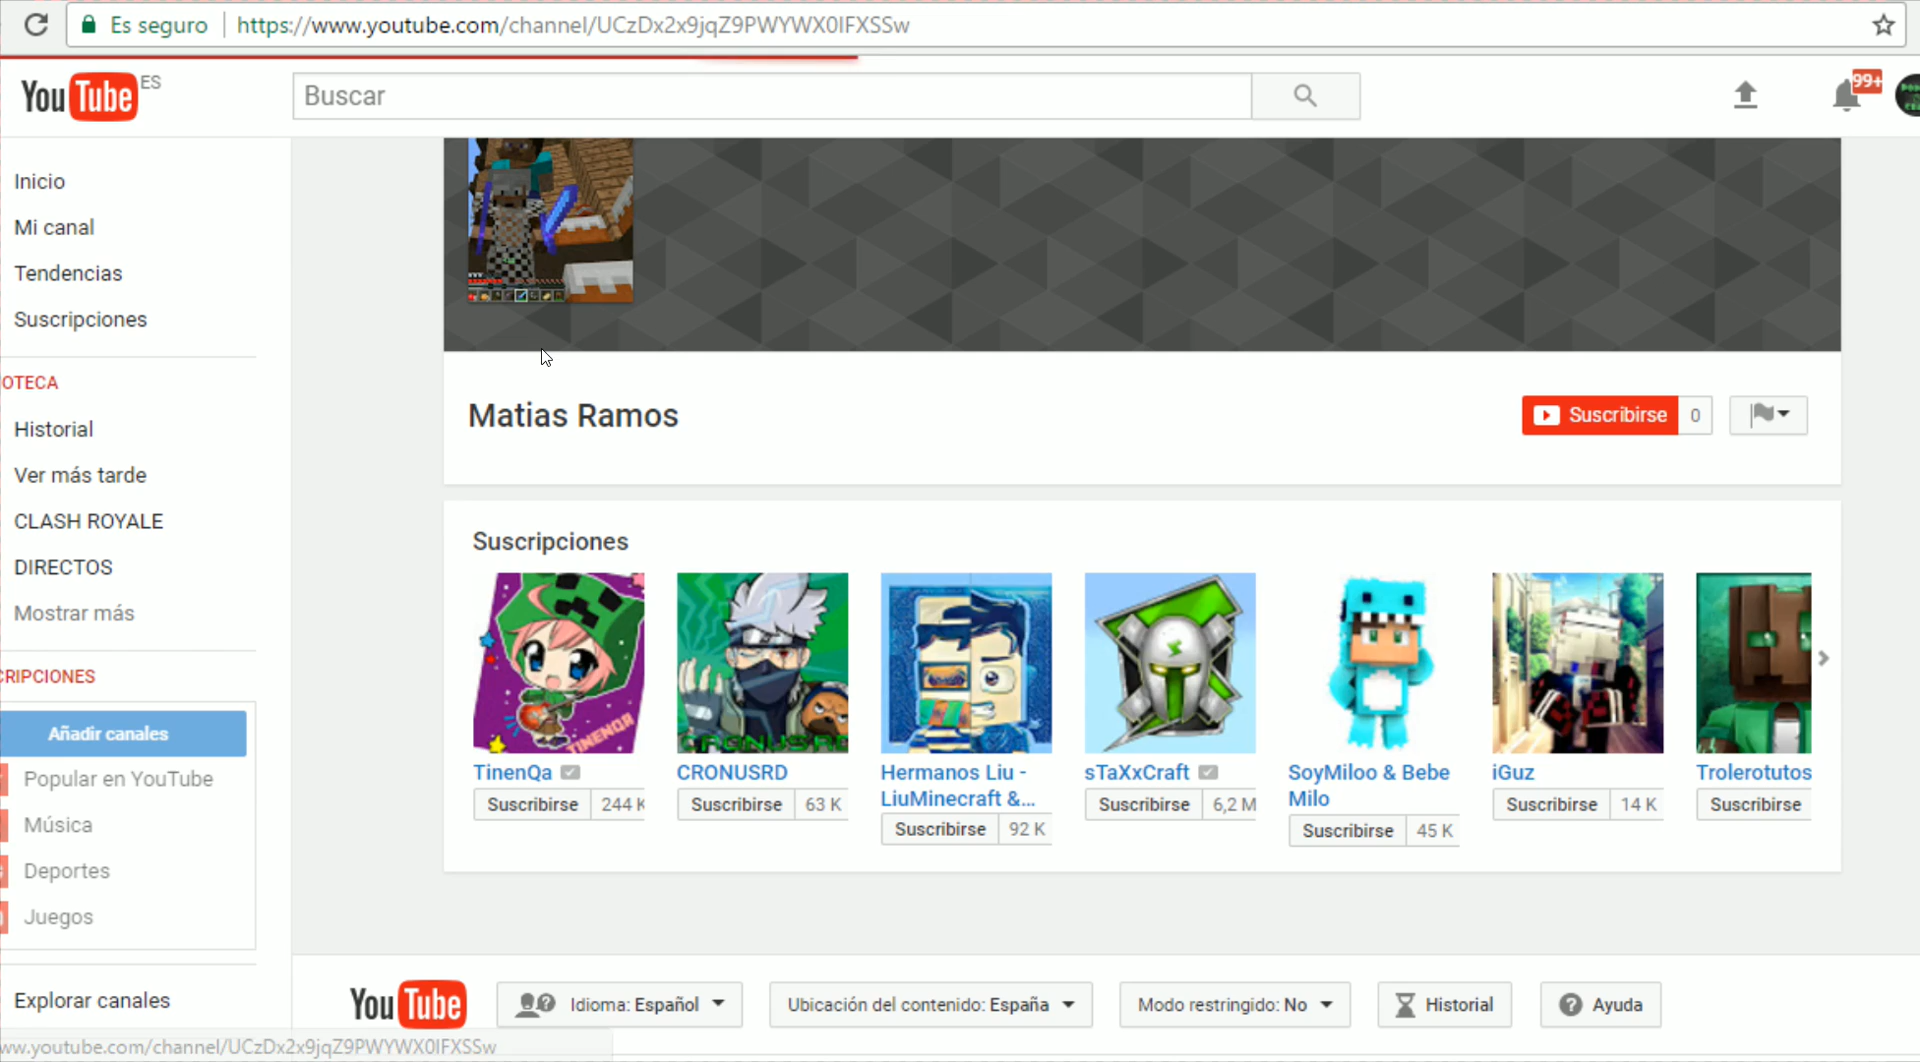 Es seguro https://www.youtube.com/channel/UCzDx2x9jqZ9PWYWX0IFXSSw
YouTube ES
Buscar
99+
Inicio
Mi canal
Tendencias
Suscripciones
OTECA
Historial
Ver más tarde
CLASH ROYALE
DIRECTOS
Mostrar más
CRIPCIONES
Añadir canales
Popular en YouTube
Música
Deportes
Juegos
Explorar canales
Matias Ramos
Suscribirse 0
Suscripciones
TINENQA
CRONUSRD
TinenQa
Suscribirse 244 K
CRONUSRD
Suscribirse 63 K
Hermanos Liu -
LiuMinecraft &...
Suscribirse 92 K
sTaXxCraft
Suscribirse 6,2 M
SoyMiloo & Bebe
Milo
Suscribirse 45 K
iGuz
Suscribirse 14 K
Trolerotutos
Suscribirse
YouTube
Idioma: Español
Ubicación del contenido: España
Modo restringido: No
Historial
Ayuda
ww.youtube.com/channel/UCzDx2x9jqZ9PWYWX0IFXSSw